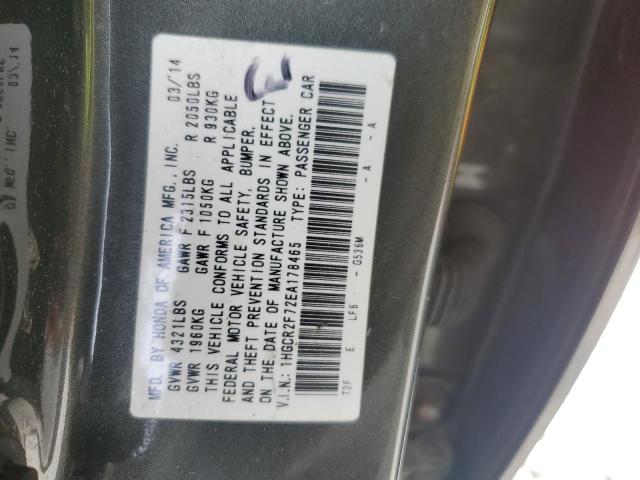 MFD. BY HONDA OF AMERICA MFG., INC. 03/'14
GVWR 4321LBS GAWR F 2315LBS R 2050LBS
GVWR 1960KG GAWR F 1050KG R 930KG
THIS VEHICLE CONFORMS TO ALL APPLICABLE
FEDERAL MOTOR VEHICLE SAFETY, BUMPER,
AND THEFT PREVENTION STANDARDS IN EFFECT
ON THE DATE OF MANUFACTURE SHOWN ABOVE.
V.I.N.: 1HGCR2F72EA178465 TYPE: PASSENGER CAR
T2F E LF6 - G536M - A - A
E